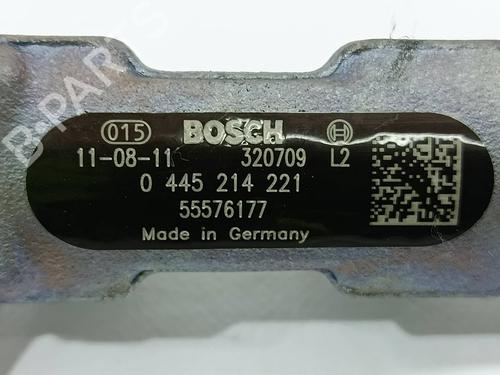 015 BOSCH
11-08-11 320709 L2
0 445 214 221
55576177
Made in Germany
B-PARTS